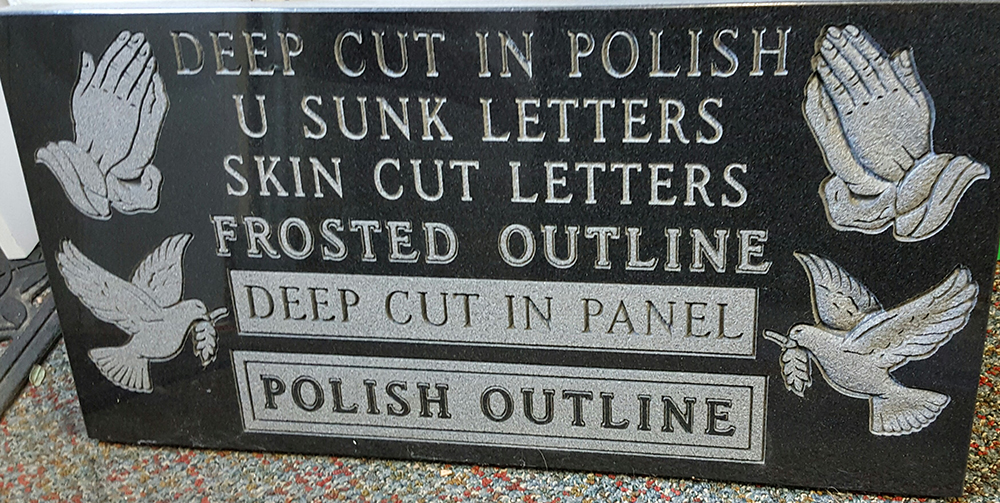 DEEP CUT IN POLISH
U SUNK LETTERS
SKIN CUT LETTERS
FROSTED OUTLINE
DEEP CUT IN PANEL
POLISH OUTLINE